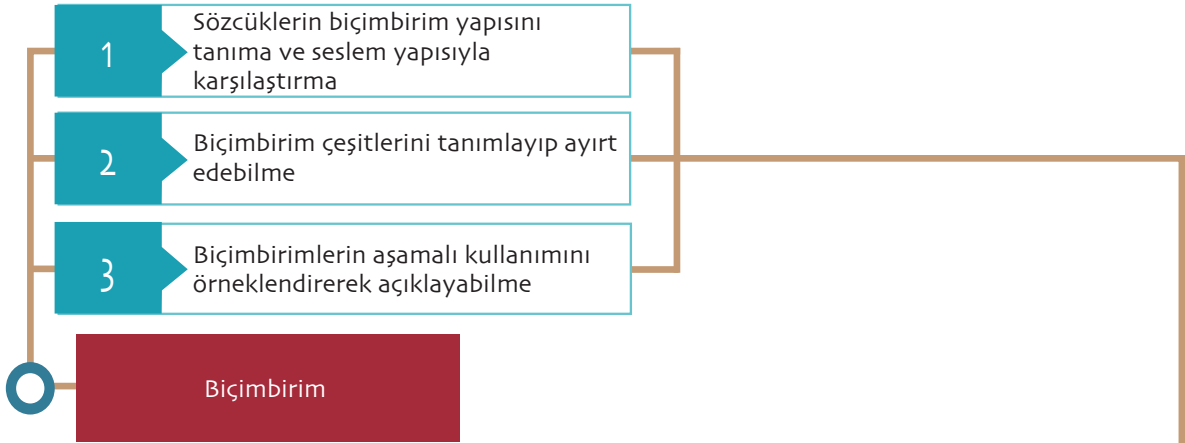 1
Sözcüklerin biçimbirim yapısını
tanıma ve seslem yapısıyla
karşılaştırma
2
Biçimbirim çeşitlerini tanımlayıp ayırt
edebilme
3
Biçimbirimlerin aşamalı kullanımını
örneklendirerek açıklayabilme
Biçimbirim